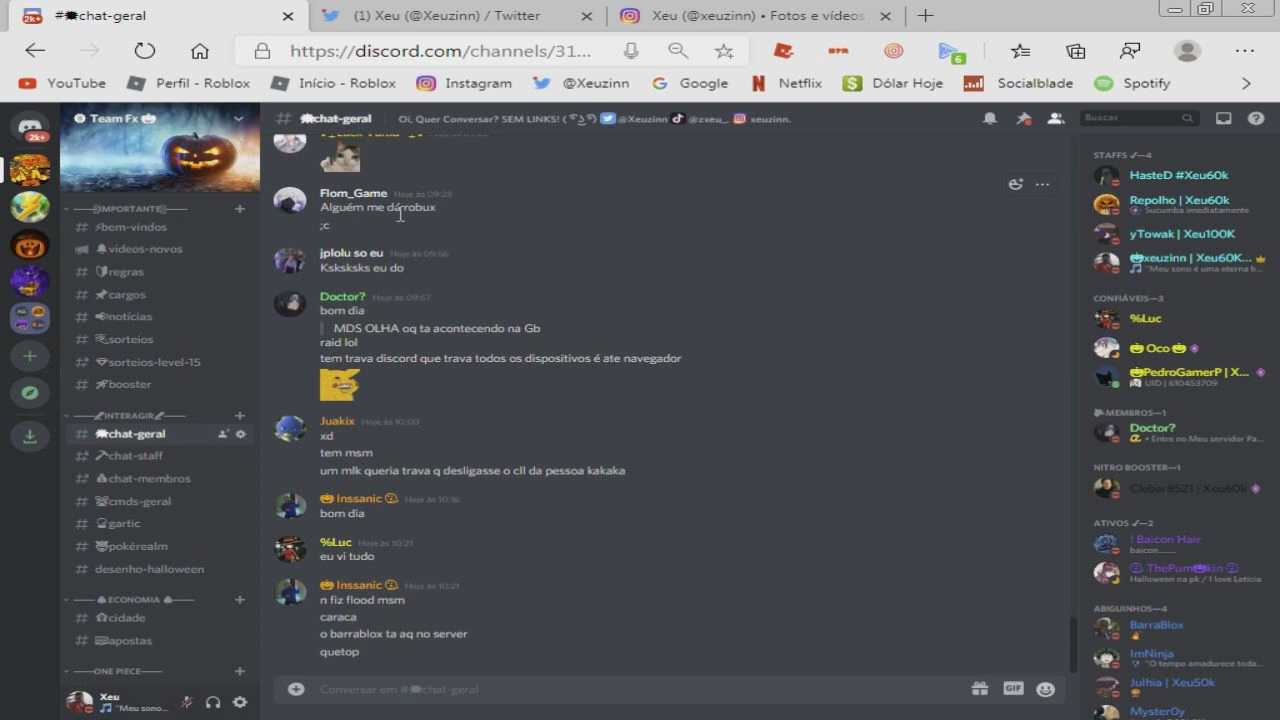 #chat-geral
(1) Xeu (@Xeuzinn) / Twitter
Xeu (@xeuzinn) • Fotos e vídeos
2k+
https://discord.com/channels/31...
6
YouTube
Perfil - Roblox
Início - Roblox
Instagram
@Xeuzinn
Google
Netflix
Dólar Hoje
Socialblade
Spotify
2k+
Team Fx
IMPORTANTE
bem-vindos
videos-novos
regras
cargos
notícias
sorteios
sorteios-level-15
booster
INTERAGIR
chat-geral
chat-staff
chat-membros
cmds-geral
gartic
pokérealm
desenho-halloween
ECONOMIA
cidade
apostas
ONE PIECE
Xeu
"Meu sono...
chat-geral
Oi, Quer Conversar? SEM LINKS!
@Xeuzinn
@zxeu_.
xeuzinn.
Buscar
Flom_Game Hoje às 09:28
Alguém me dá robux
;c
jplolu so eu Hoje às 09:56
Ksksksks eu do
Doctor? Hoje às 09:57
bom dia
MDS OLHA oq ta acontecendo na Gb
raid lol
tem trava discord que trava todos os dispositivos é ate navegador
Juakix Hoje às 10:00
xd
tem msm
um mlk queria trava q desligasse o cll da pessoa kakaka
Inssanic Hoje às 10:16
bom dia
%Luc Hoje às 10:21
eu vi tudo
Inssanic Hoje às 10:21
n fiz flood msm
caraca
o barrablox ta aq no server
quetop
Conversar em #chat-geral
GIF
STAFFS ✓—4
HasteD #Xeu60k
Repolho | Xeu60k
Sucumba imediatamente
yTowak | Xeu100K
xeuzinn | Xeu60K...
"Meu sono é uma eterna b...
CONFIÁVEIS—3
%Luc
Oco
PedroGamerP | X...
UID | 610453709
MEMBROS—1
Doctor?
• Entre no Meu servidor Pa...
NITRO BOOSTER—1
Cleber8521 | Xeu60k
ATIVOS ✓—2
! Baicon Hair
baicon.........
ThePumpkin
Halloween na pk / I love Leticia
ABIGUINHOS—4
BarraBlox
ImNinja
"O tempo amadurece toda...
Julhia | Xeu50k
Myster0y